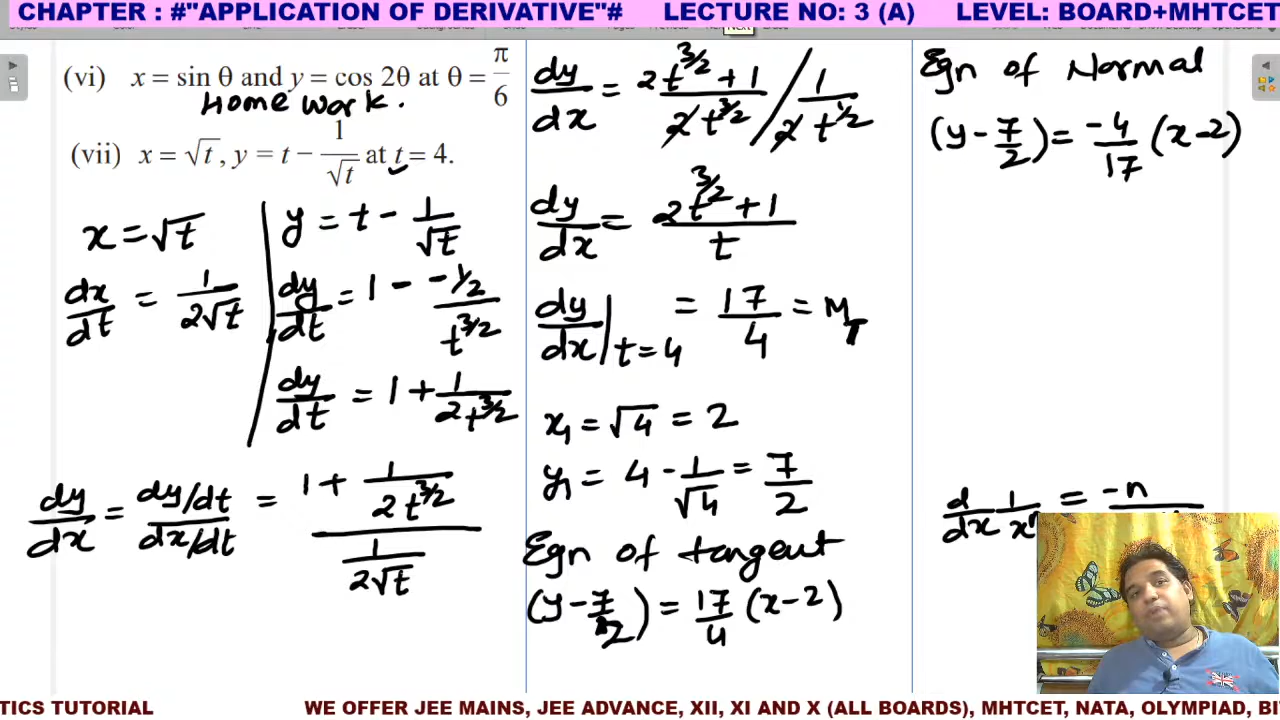 CHAPTER : #"APPLICATION OF DERIVATIVE"# LECTURE NO: 3 (A) LEVEL: BOARD+MHTCET
(vi) x = sin θ and y = cos 2θ at θ = π/6
Home work.
(vii) x = √t, y = t − 1/√t at t = 4.
x = √t
dx/dt = 1/2√t
y = t − 1/√t
dy/dt = 1 − -1/2/t^3/2
dy/dt = 1 + 1/2t^3/2
dy/dx = dy/dt / dx/dt = 1 + 1/2t^3/2 / 1/2√t
dy/dx = 2t^3/2 + 1 / 2t^3/2 / 1/2t^1/2
dy/dx = 2t^3/2 + 1 / t
dy/dx | t=4 = 17/4 = MT
x1 = √4 = 2
y1 = 4 − 1/√4 = 7/2
Eqn of tangent
(y − 7/2) = 17/4 (x − 2)
Eqn of Normal
(y − 7/2) = -4/17 (x − 2)
d/dx 1/x^n = -n
TICS TUTORIAL WE OFFER JEE MAINS, JEE ADVANCE, XII, XI AND X (ALL BOARDS), MHTCET, NATA, OLYMPIAD, BI